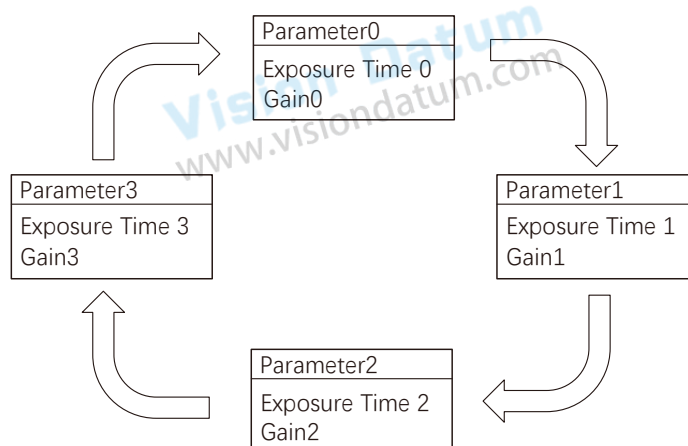 Parameter0
Exposure Time 0
Gain0
Vision Datum
www.visiondatum.com
Parameter3
Exposure Time 3
Gain3
Parameter1
Exposure Time 1
Gain1
Parameter2
Exposure Time 2
Gain2